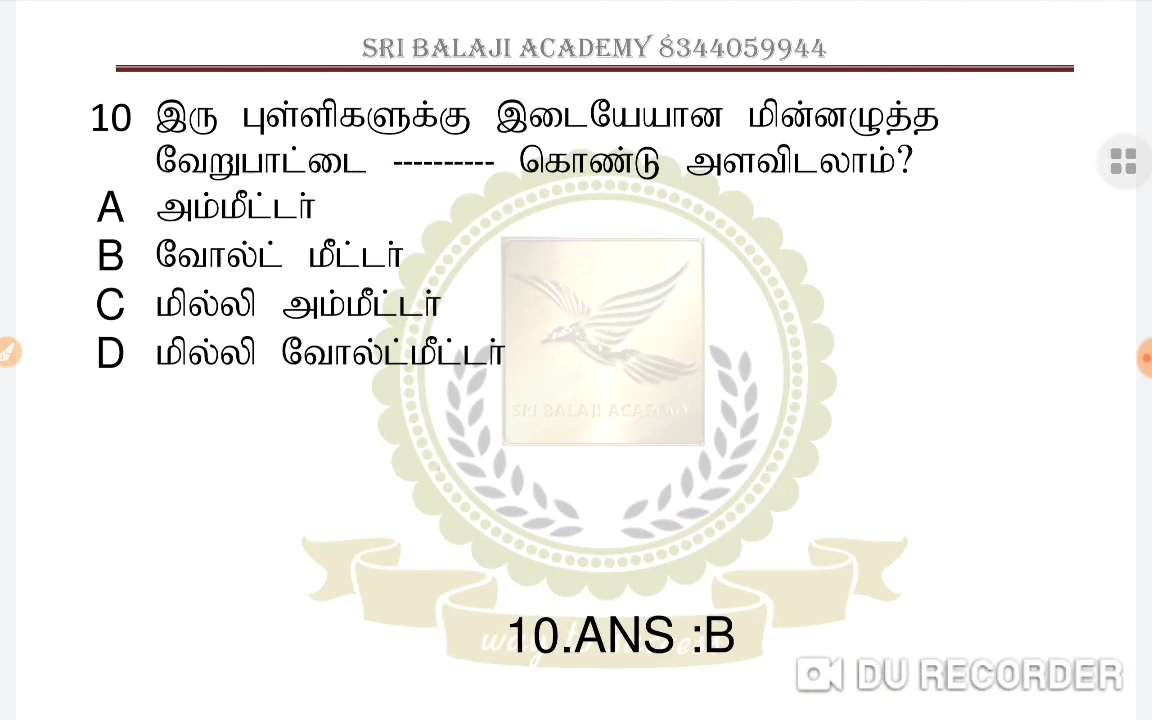 SRI BALAJI ACADEMY 8344059944
10 இரு புள்ளிகளுக்கு இடையேயான மின்னழுத்த
வேறுபாட்டை ---------- கொண்டு அளவிடலாம்?
A அம்மீட்டர்
B வோல்ட் மீட்டர்
C மில்லி அம்மீட்டர்
D மில்லி வோல்ட்மீட்டர்
SRI BALAJI ACADEMY
10.ANS :B
DU RECORDER